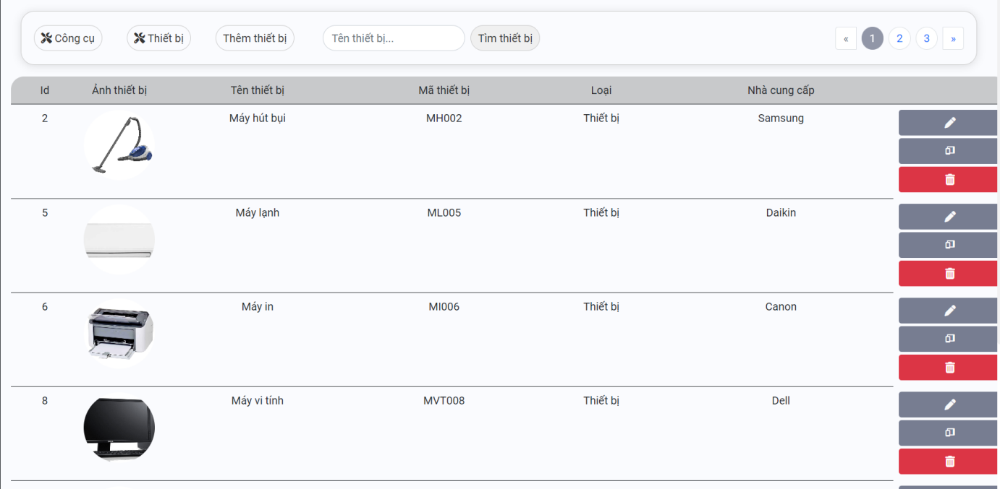 Công cụ Thiết bị Thêm thiết bị Tên thiết bị... Tìm thiết bị « 1 2 3 »
Id Ảnh thiết bị Tên thiết bị Mã thiết bị Loại Nhà cung cấp
2 Máy hút bụi MH002 Thiết bị Samsung
5 Máy lạnh ML005 Thiết bị Daikin
6 Máy in MI006 Thiết bị Canon
8 Máy vi tính MVT008 Thiết bị Dell